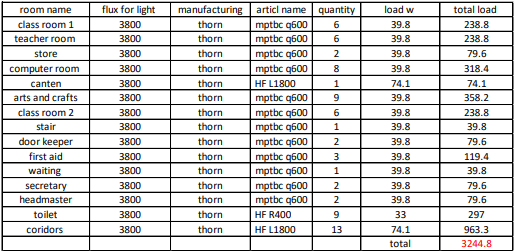 room name flux for light manufacturing articl name quantity load w total load
class room 1 3800 thorn mptbc q600 6 39.8 238.8
teacher room 3800 thorn mptbc q600 6 39.8 238.8
store 3800 thorn mptbc q600 2 39.8 79.6
computer room 3800 thorn mptbc q600 8 39.8 318.4
canten 3800 thorn HF L1800 1 74.1 74.1
arts and crafts 3800 thorn mptbc q600 9 39.8 358.2
class room 2 3800 thorn mptbc q600 6 39.8 238.8
stair 3800 thorn mptbc q600 1 39.8 39.8
door keeper 3800 thorn mptbc q600 2 39.8 79.6
first aid 3800 thorn mptbc q600 3 39.8 119.4
waiting 3800 thorn mptbc q600 1 39.8 39.8
secretary 3800 thorn mptbc q600 2 39.8 79.6
headmaster 3800 thorn mptbc q600 2 39.8 79.6
toilet 3800 thorn HF R400 9 33 297
coridors 3800 thorn HF L1800 13 74.1 963.3
total 3244.8